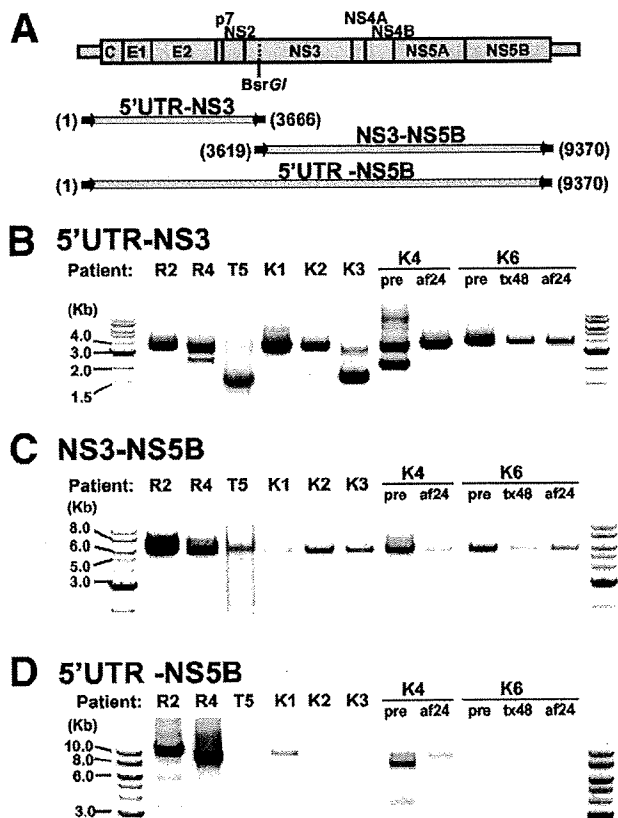 A
p7
NS2
NS4A
NS4B
C E1 E2 NS3 NS5A NS5B
BsrGI
5'UTR-NS3
(1) (3666)
NS3-NS5B
(3619) (9370)
5'UTR -NS5B
(1) (9370)
B 5'UTR-NS3
Patient: R2 R4 T5 K1 K2 K3 K4 K6
pre af24 pre tx48 af24
(Kb)
4.0
3.0
2.0
1.5
C NS3-NS5B
Patient: R2 R4 T5 K1 K2 K3 K4 K6
pre af24 pre tx48 af24
(Kb)
8.0
6.0
5.0
3.0
D 5'UTR -NS5B
Patient: R2 R4 T5 K1 K2 K3 K4 K6
pre af24 pre tx48 af24
(Kb)
10.0
8.0
6.0
3.0